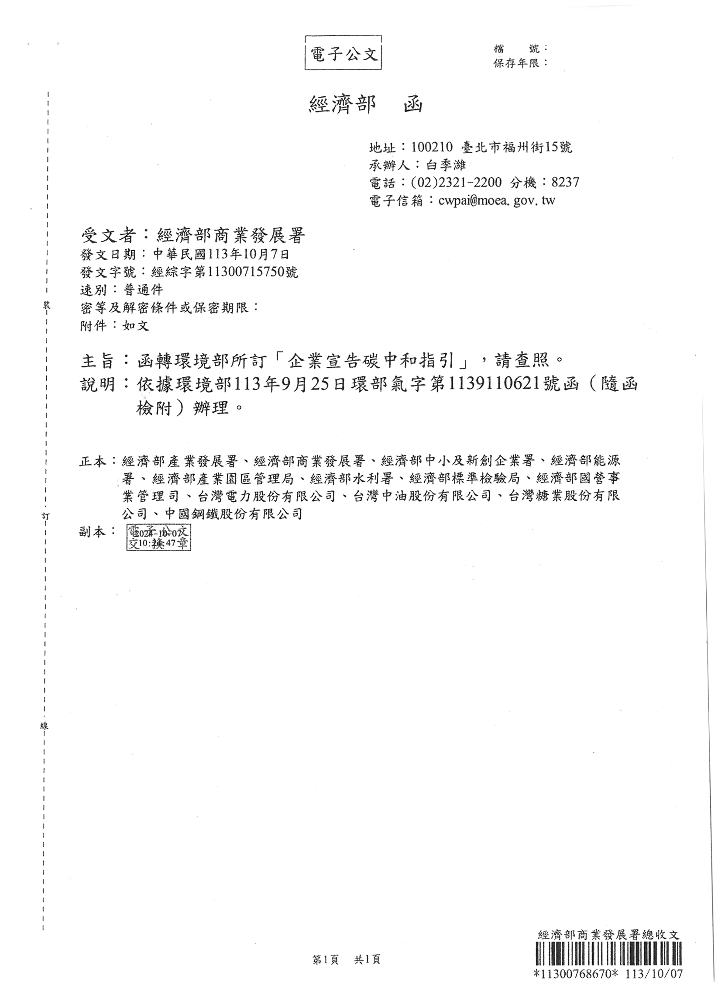 電子公文
檔　　號：
保存年限：
經濟部　函
地址：100210 臺北市福州街15號
承辦人：白季濰
電話：(02)2321-2200 分機：8237
電子信箱：cwpai@moea.gov.tw
受文者：經濟部商業發展署
發文日期：中華民國113年10月7日
發文字號：經綜字第11300715750號
速別：普通件
密等及解密條件或保密期限：
附件：如文
主旨：函轉環境部所訂「企業宣告碳中和指引」，請查照。
說明：依據環境部113年9月25日環部氣字第1139110621號函（隨函
檢附）辦理。
正本：經濟部產業發展署、經濟部商業發展署、經濟部中小及新創企業署、經濟部能源
署、經濟部產業園區管理局、經濟部水利署、經濟部標準檢驗局、經濟部國營事
業管理司、台灣電力股份有限公司、台灣中油股份有限公司、台灣糖業股份有限
公司、中國鋼鐵股份有限公司
副本：
電子公文
2024-10-07
交換章
裝
訂
線
第1頁　共1頁
經濟部商業發展署總收文
*11300768670* 113/10/07